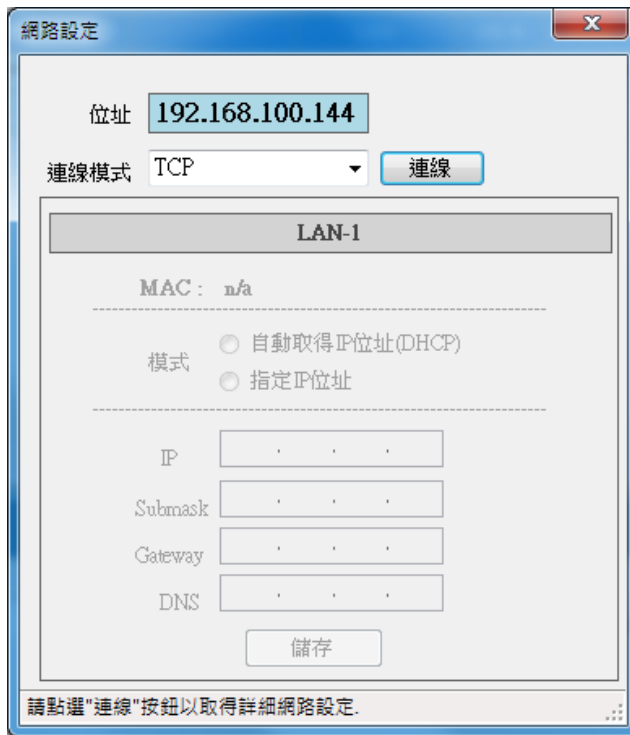 網路設定
位址 192.168.100.144
連線模式 TCP 連線
LAN-1
MAC : n/a
模式
自動取得IP位址(DHCP)
指定IP位址
IP . . .
Submask . . .
Gateway . . .
DNS . . .
儲存
請點選"連線"按鈕以取得詳細網路設定.